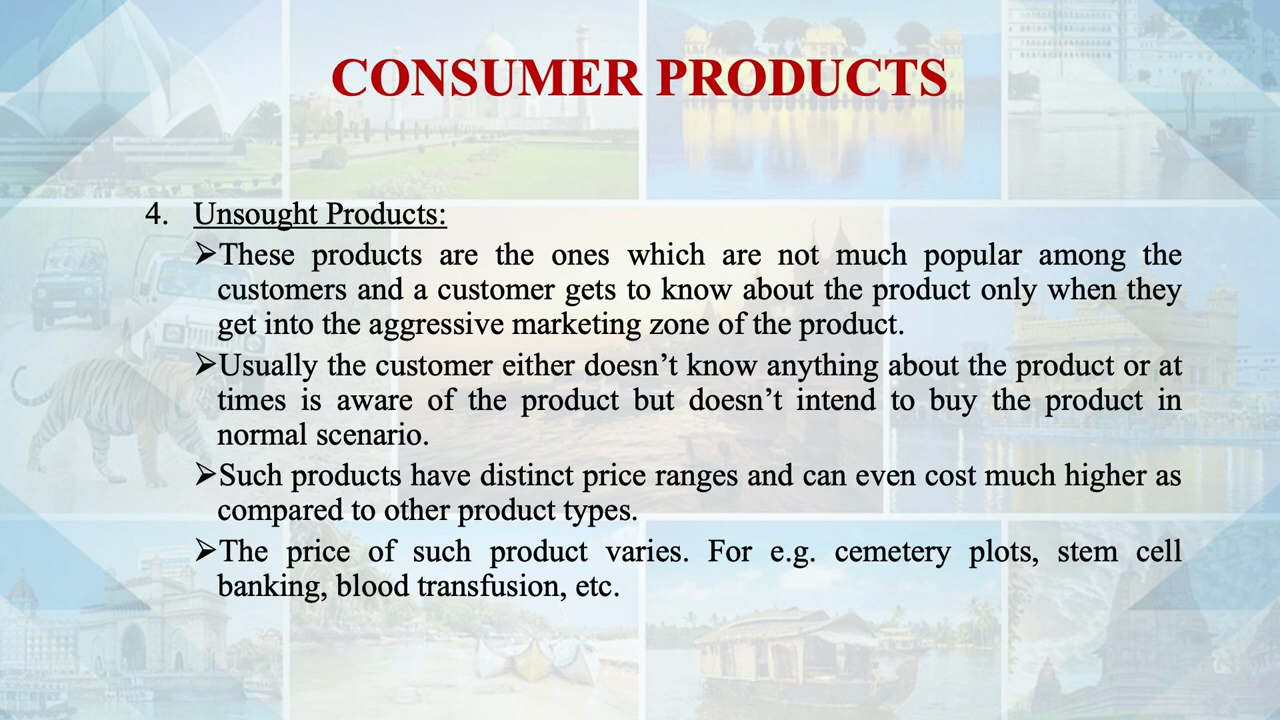 CONSUMER PRODUCTS
4. Unsought Products:
➢These products are the ones which are not much popular among the
customers and a customer gets to know about the product only when they
get into the aggressive marketing zone of the product.
➢Usually the customer either doesn’t know anything about the product or at
times is aware of the product but doesn’t intend to buy the product in
normal scenario.
➢Such products have distinct price ranges and can even cost much higher as
compared to other product types.
➢The price of such product varies. For e.g. cemetery plots, stem cell
banking, blood transfusion, etc.